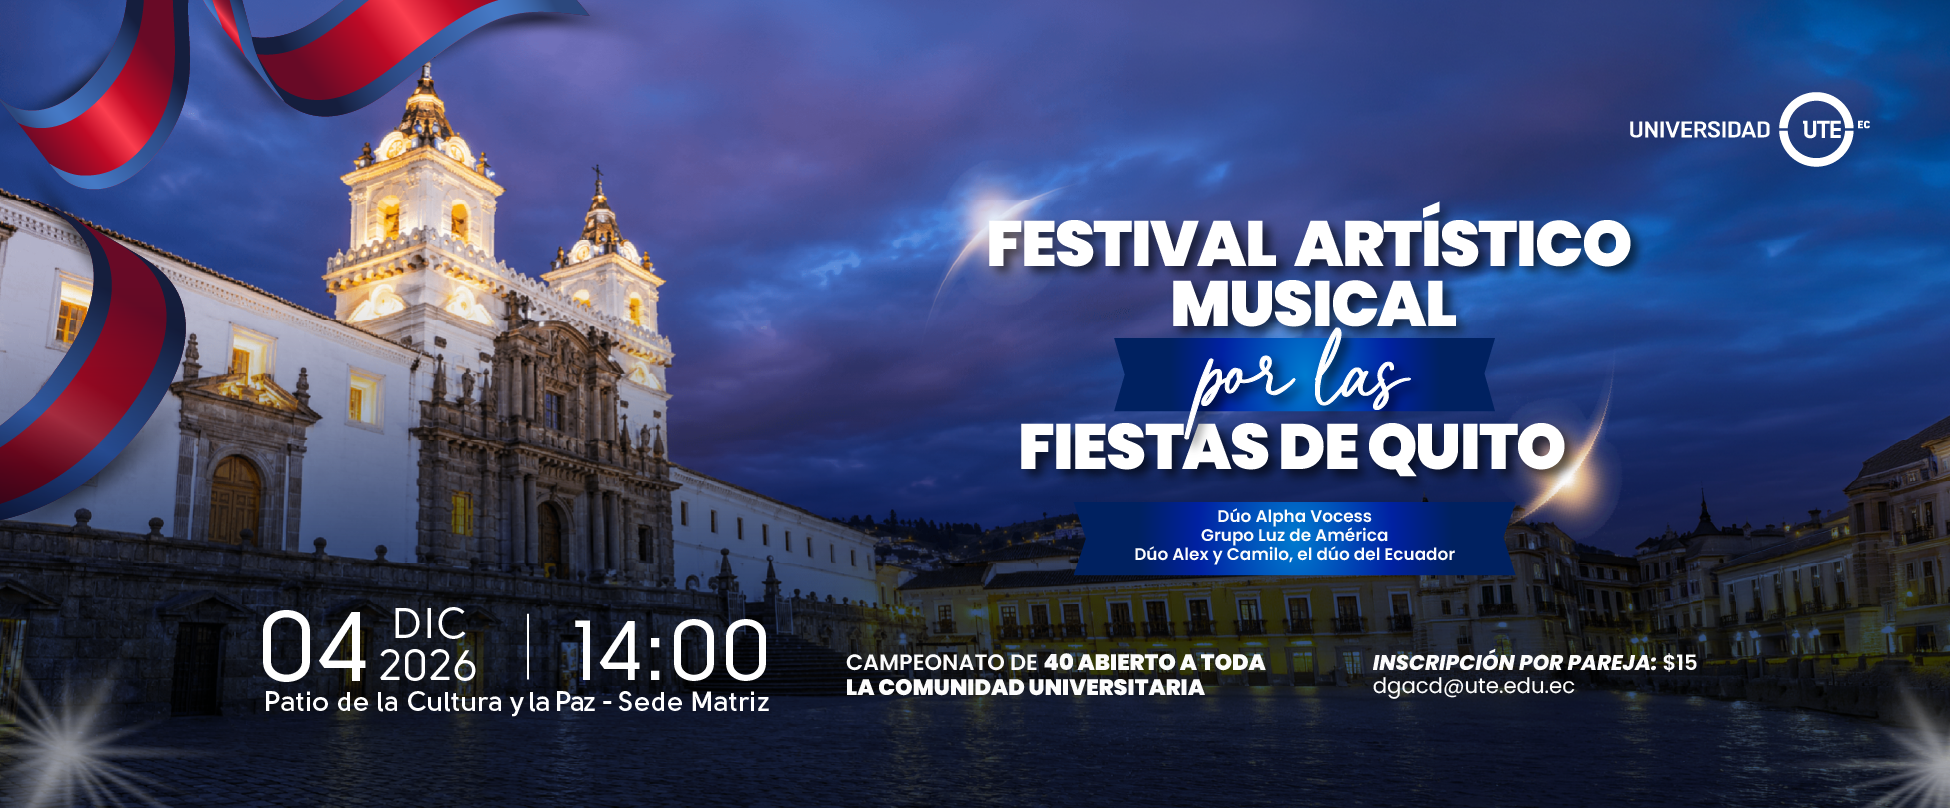 UNIVERSIDAD UTE EC
FESTIVAL ARTÍSTICO
MUSICAL
por las
FIESTAS DE QUITO
Dúo Alpha Vocess
Grupo Luz de América
Dúo Alex y Camilo, el dúo del Ecuador
04 DIC 2026 | 14:00
Patio de la Cultura y la Paz - Sede Matriz
CAMPEONATO DE 40 ABIERTO A TODA
LA COMUNIDAD UNIVERSITARIA
INSCRIPCIÓN POR PAREJA: $15
dgacd@ute.edu.ec